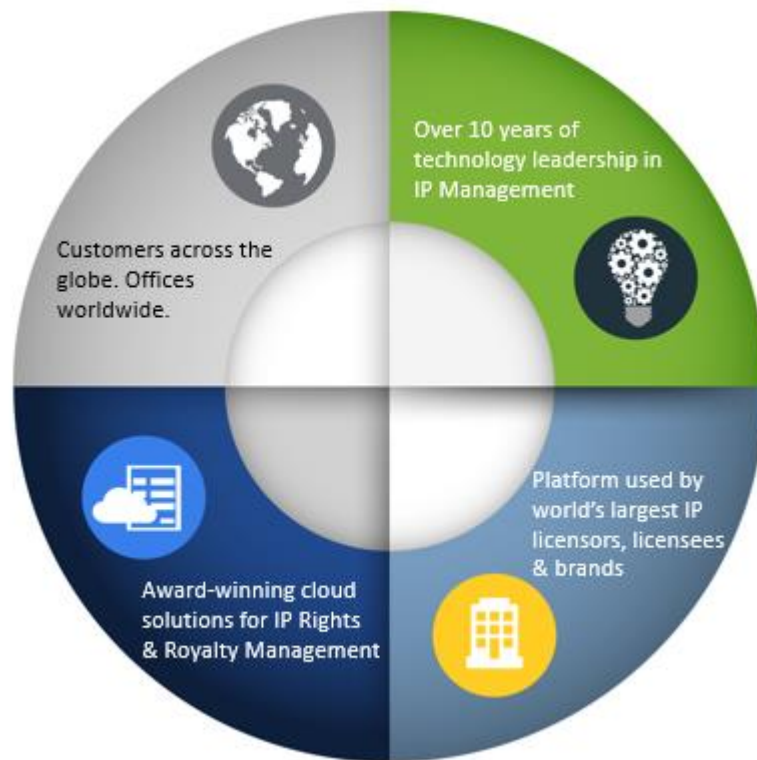 Customers across the
globe. Offices
worldwide.
Over 10 years of
technology leadership in
IP Management
Award-winning cloud
solutions for IP Rights
& Royalty Management
Platform used by
world’s largest IP
licensors, licensees
& brands